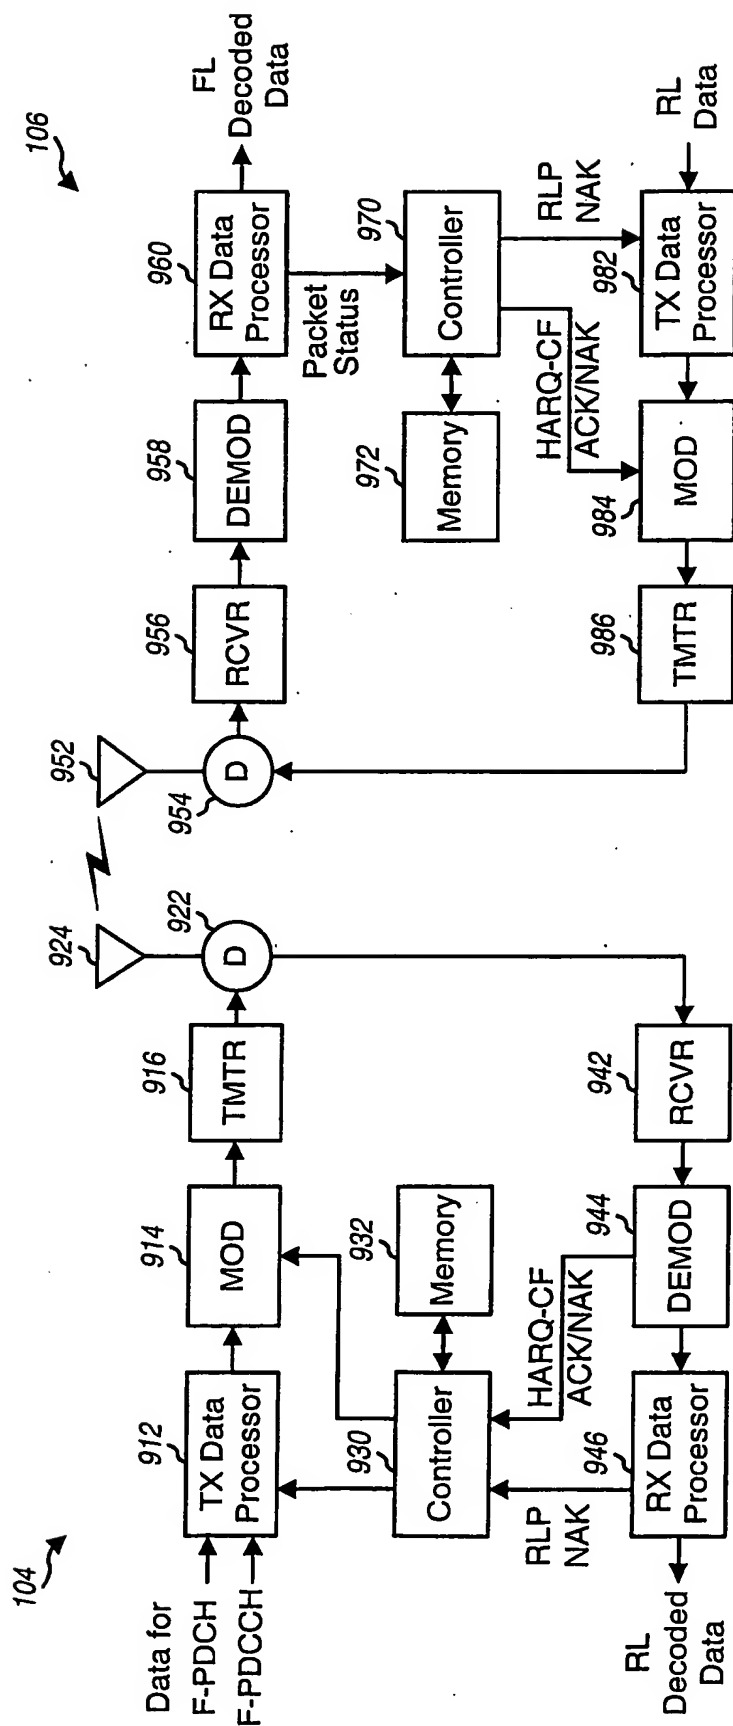 104
Data for
F-PDCH
F-PDCCH
912
TX Data
Processor
914
MOD
916
TMTR
924
922
D
930
Controller
932
Memory
RLP
NAK
HARQ-CF
ACK/NAK
RL
Decoded
Data
946
RX Data
Processor
944
DEMOD
942
RCVR
106
952
954
D
956
RCVR
958
DEMOD
960
RX Data
Processor
FL
Decoded
Data
Packet
Status
972
Memory
970
Controller
HARQ-CF
ACK/NAK
RLP
NAK
986
TMTR
984
MOD
982
TX Data
Processor
RL
Data